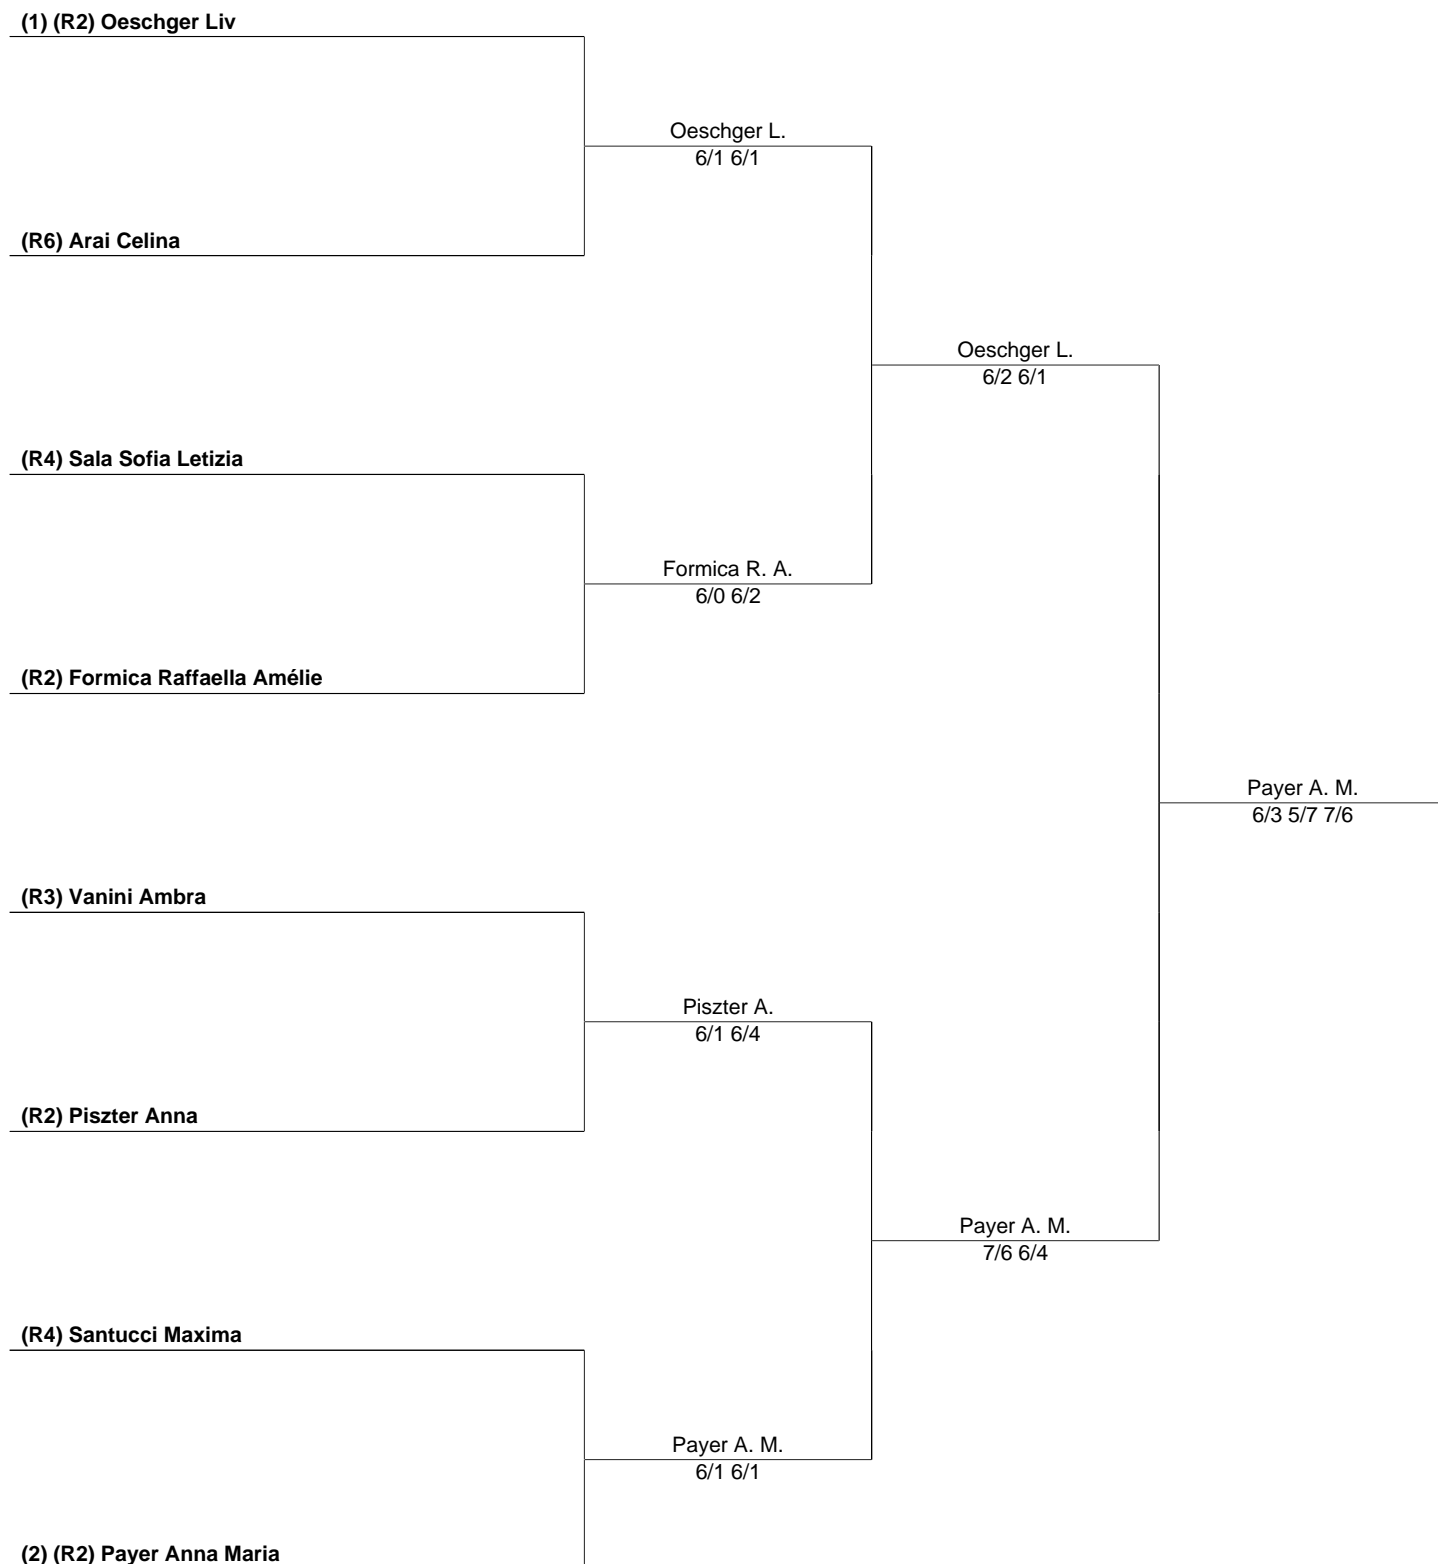 (1) (R2) Oeschger Liv
Oeschger L.
6/1 6/1
(R6) Arai Celina
Oeschger L.
6/2 6/1
(R4) Sala Sofia Letizia
Formica R. A.
6/0 6/2
(R2) Formica Raffaella Amélie
Payer A. M.
6/3 5/7 7/6
(R3) Vanini Ambra
Piszter A.
6/1 6/4
(R2) Piszter Anna
Payer A. M.
7/6 6/4
(R4) Santucci Maxima
Payer A. M.
6/1 6/1
(2) (R2) Payer Anna Maria